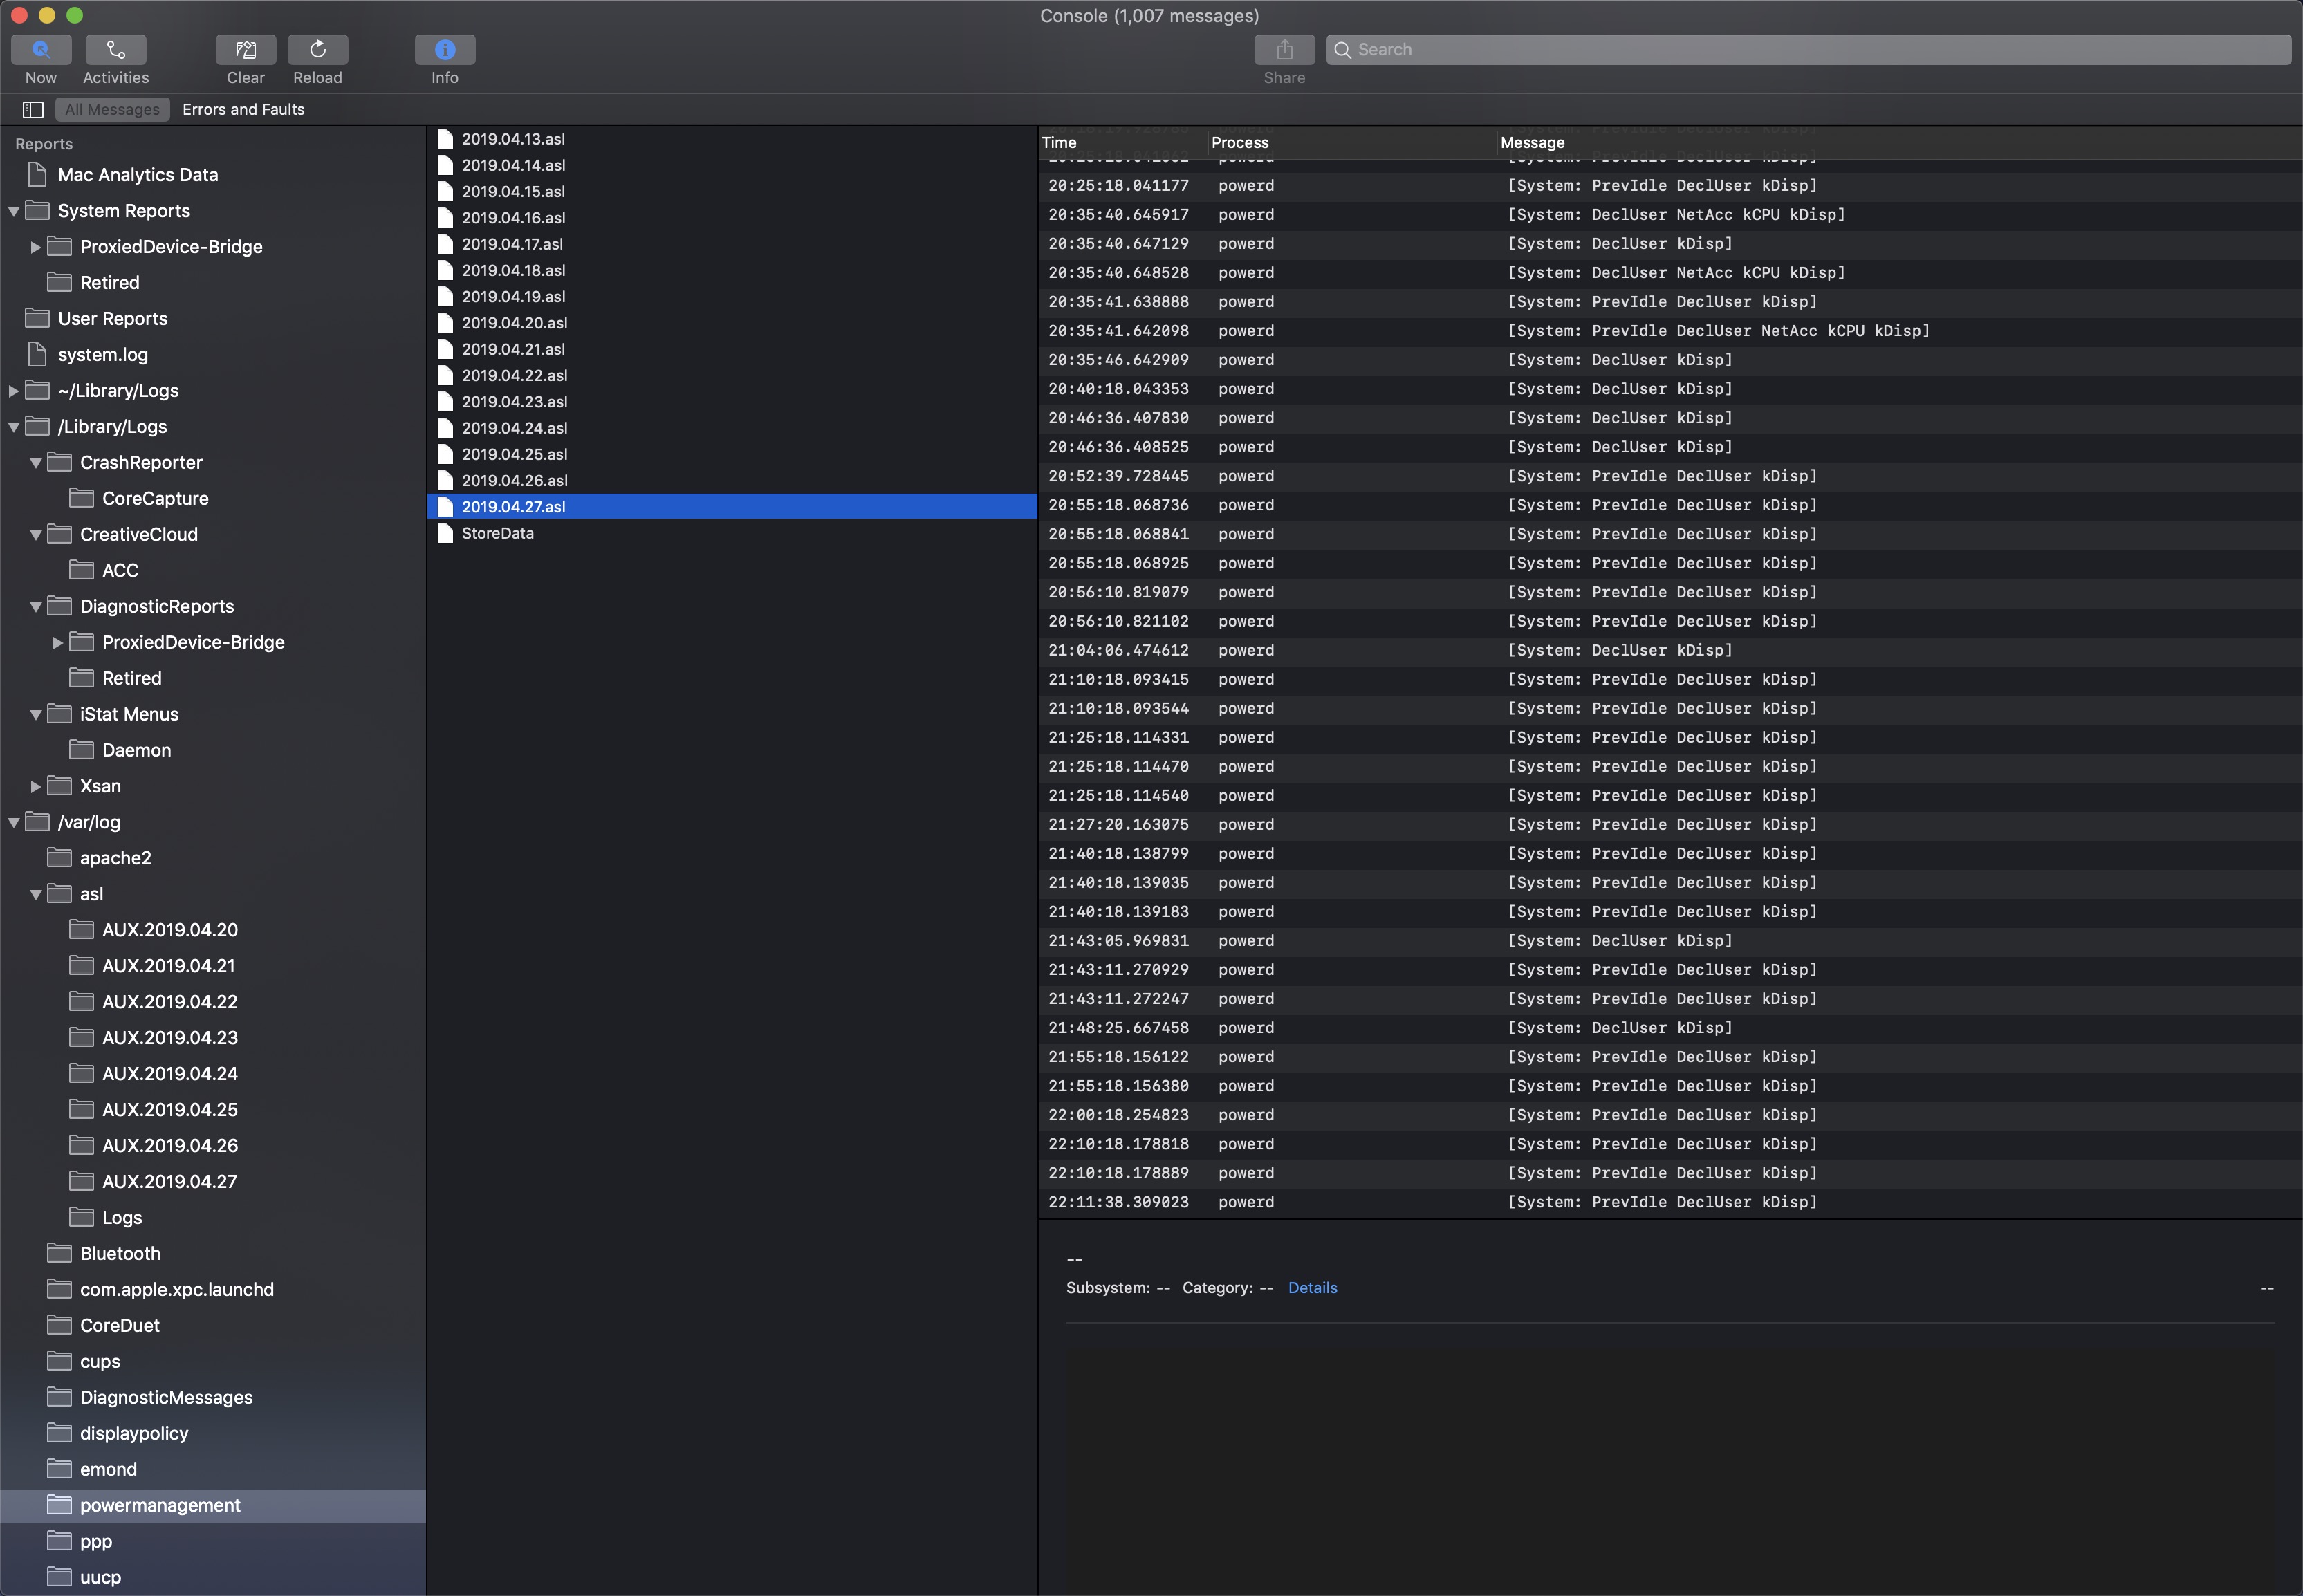 Console (1,007 messages)
Now
Activities
Clear
Reload
Info
Share
Search
All Messages
Errors and Faults
Reports
Mac Analytics Data
System Reports
ProxiedDevice-Bridge
Retired
User Reports
system.log
~/Library/Logs
/Library/Logs
CrashReporter
CoreCapture
CreativeCloud
ACC
DiagnosticReports
ProxiedDevice-Bridge
Retired
iStat Menus
Daemon
Xsan
/var/log
apache2
asl
AUX.2019.04.20
AUX.2019.04.21
AUX.2019.04.22
AUX.2019.04.23
AUX.2019.04.24
AUX.2019.04.25
AUX.2019.04.26
AUX.2019.04.27
Logs
Bluetooth
com.apple.xpc.launchd
CoreDuet
cups
DiagnosticMessages
displaypolicy
emond
powermanagement
ppp
uucp
2019.04.13.asl
2019.04.14.asl
2019.04.15.asl
2019.04.16.asl
2019.04.17.asl
2019.04.18.asl
2019.04.19.asl
2019.04.20.asl
2019.04.21.asl
2019.04.22.asl
2019.04.23.asl
2019.04.24.asl
2019.04.25.asl
2019.04.26.asl
2019.04.27.asl
StoreData
Time Process Message
20:25:18.041177 powerd [System: PrevIdle DeclUser kDisp]
20:35:40.645917 powerd [System: DeclUser NetAcc kCPU kDisp]
20:35:40.647129 powerd [System: DeclUser kDisp]
20:35:40.648528 powerd [System: DeclUser NetAcc kCPU kDisp]
20:35:41.638888 powerd [System: PrevIdle DeclUser kDisp]
20:35:41.642098 powerd [System: PrevIdle DeclUser NetAcc kCPU kDisp]
20:35:46.642909 powerd [System: DeclUser kDisp]
20:40:18.043353 powerd [System: DeclUser kDisp]
20:46:36.407830 powerd [System: DeclUser kDisp]
20:46:36.408525 powerd [System: DeclUser kDisp]
20:52:39.728445 powerd [System: PrevIdle DeclUser kDisp]
20:55:18.068736 powerd [System: PrevIdle DeclUser kDisp]
20:55:18.068841 powerd [System: PrevIdle DeclUser kDisp]
20:55:18.068925 powerd [System: PrevIdle DeclUser kDisp]
20:56:10.819079 powerd [System: PrevIdle DeclUser kDisp]
20:56:10.821102 powerd [System: PrevIdle DeclUser kDisp]
21:04:06.474612 powerd [System: DeclUser kDisp]
21:10:18.093415 powerd [System: PrevIdle DeclUser kDisp]
21:10:18.093544 powerd [System: PrevIdle DeclUser kDisp]
21:25:18.114331 powerd [System: PrevIdle DeclUser kDisp]
21:25:18.114470 powerd [System: PrevIdle DeclUser kDisp]
21:25:18.114540 powerd [System: PrevIdle DeclUser kDisp]
21:27:20.163075 powerd [System: PrevIdle DeclUser kDisp]
21:40:18.138799 powerd [System: PrevIdle DeclUser kDisp]
21:40:18.139035 powerd [System: PrevIdle DeclUser kDisp]
21:40:18.139183 powerd [System: PrevIdle DeclUser kDisp]
21:43:05.969831 powerd [System: DeclUser kDisp]
21:43:11.270929 powerd [System: PrevIdle DeclUser kDisp]
21:43:11.272247 powerd [System: PrevIdle DeclUser kDisp]
21:48:25.667458 powerd [System: DeclUser kDisp]
21:55:18.156122 powerd [System: PrevIdle DeclUser kDisp]
21:55:18.156380 powerd [System: PrevIdle DeclUser kDisp]
22:00:18.254823 powerd [System: PrevIdle DeclUser kDisp]
22:10:18.178818 powerd [System: PrevIdle DeclUser kDisp]
22:10:18.178889 powerd [System: PrevIdle DeclUser kDisp]
22:11:38.309023 powerd [System: PrevIdle DeclUser kDisp]
--
Subsystem: -- Category: -- Details --